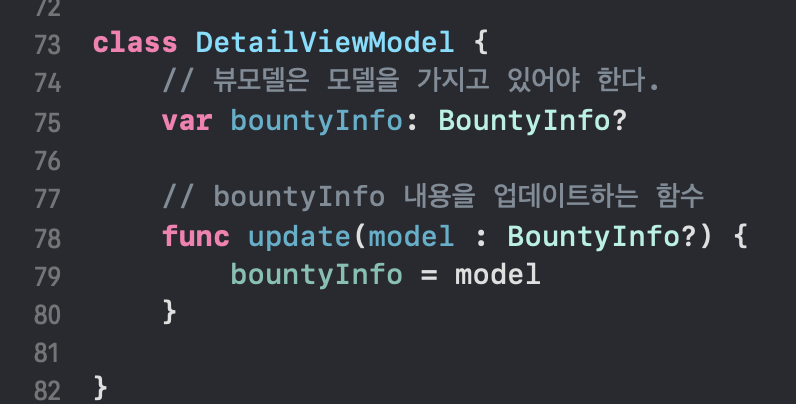 72
73 class DetailViewModel {
74     // 뷰모델은 모델을 가지고 있어야 한다.
75     var bountyInfo: BountyInfo?
76
77     // bountyInfo 내용을 업데이트하는 함수
78     func update(model : BountyInfo?) {
79         bountyInfo = model
80     }
81
82 }